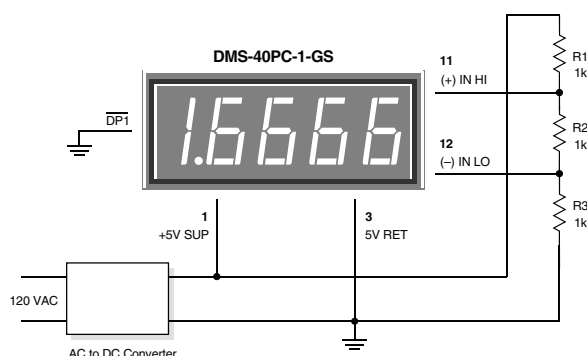 DMS-40PC-1-GS
11
(+) IN HI
R1
1k
DP1
1.6666
R2
1k
12
(–) IN LO
R3
1k
1
+5V SUP
3
5V RET
120 VAC
AC to DC Converter